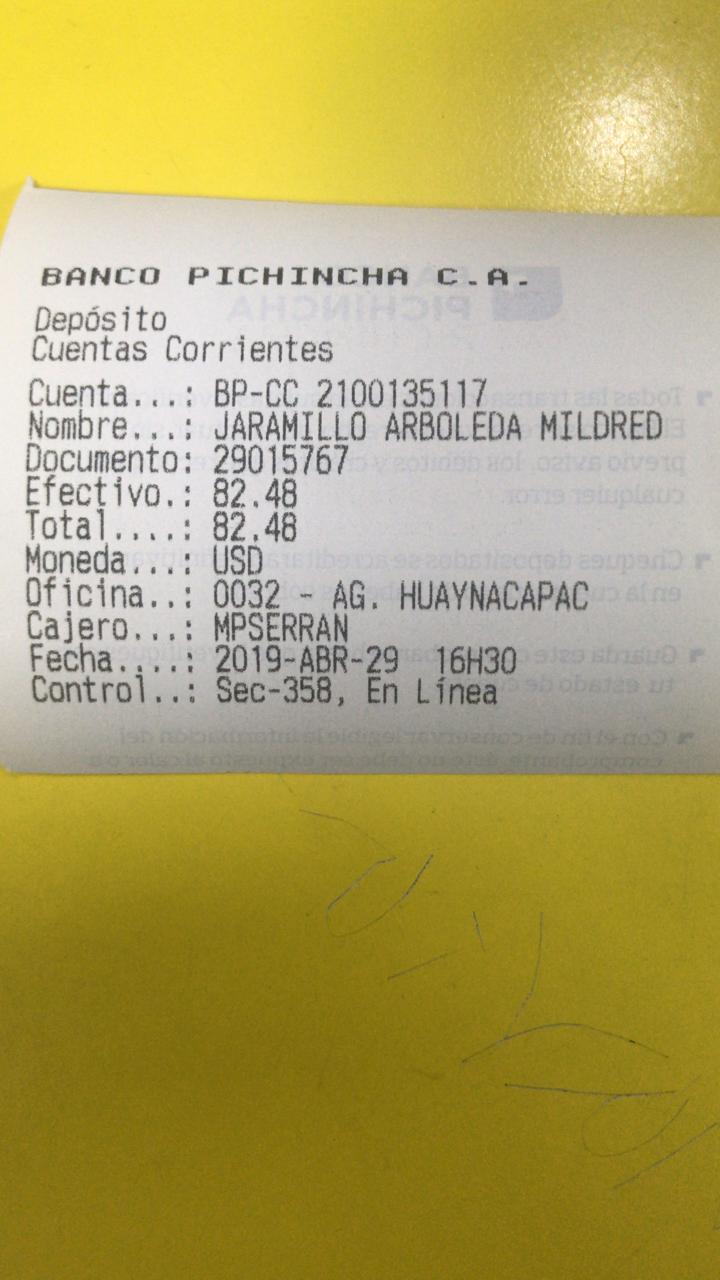 BANCO PICHINCHA C.A.
Depósito
Cuentas Corrientes
Cuenta...: BP-CC 2100135117
Nombre...: JARAMILLO ARBOLEDA MILDRED
Documento: 29015767
Efectivo.: 82.48
Total....: 82.48
Moneda...: USD
Oficina..: 0032 - AG. HUAYNACAPAC
Cajero...: MPSERRAN
Fecha....: 2019-ABR-29 16H30
Control..: Sec-358, En Línea